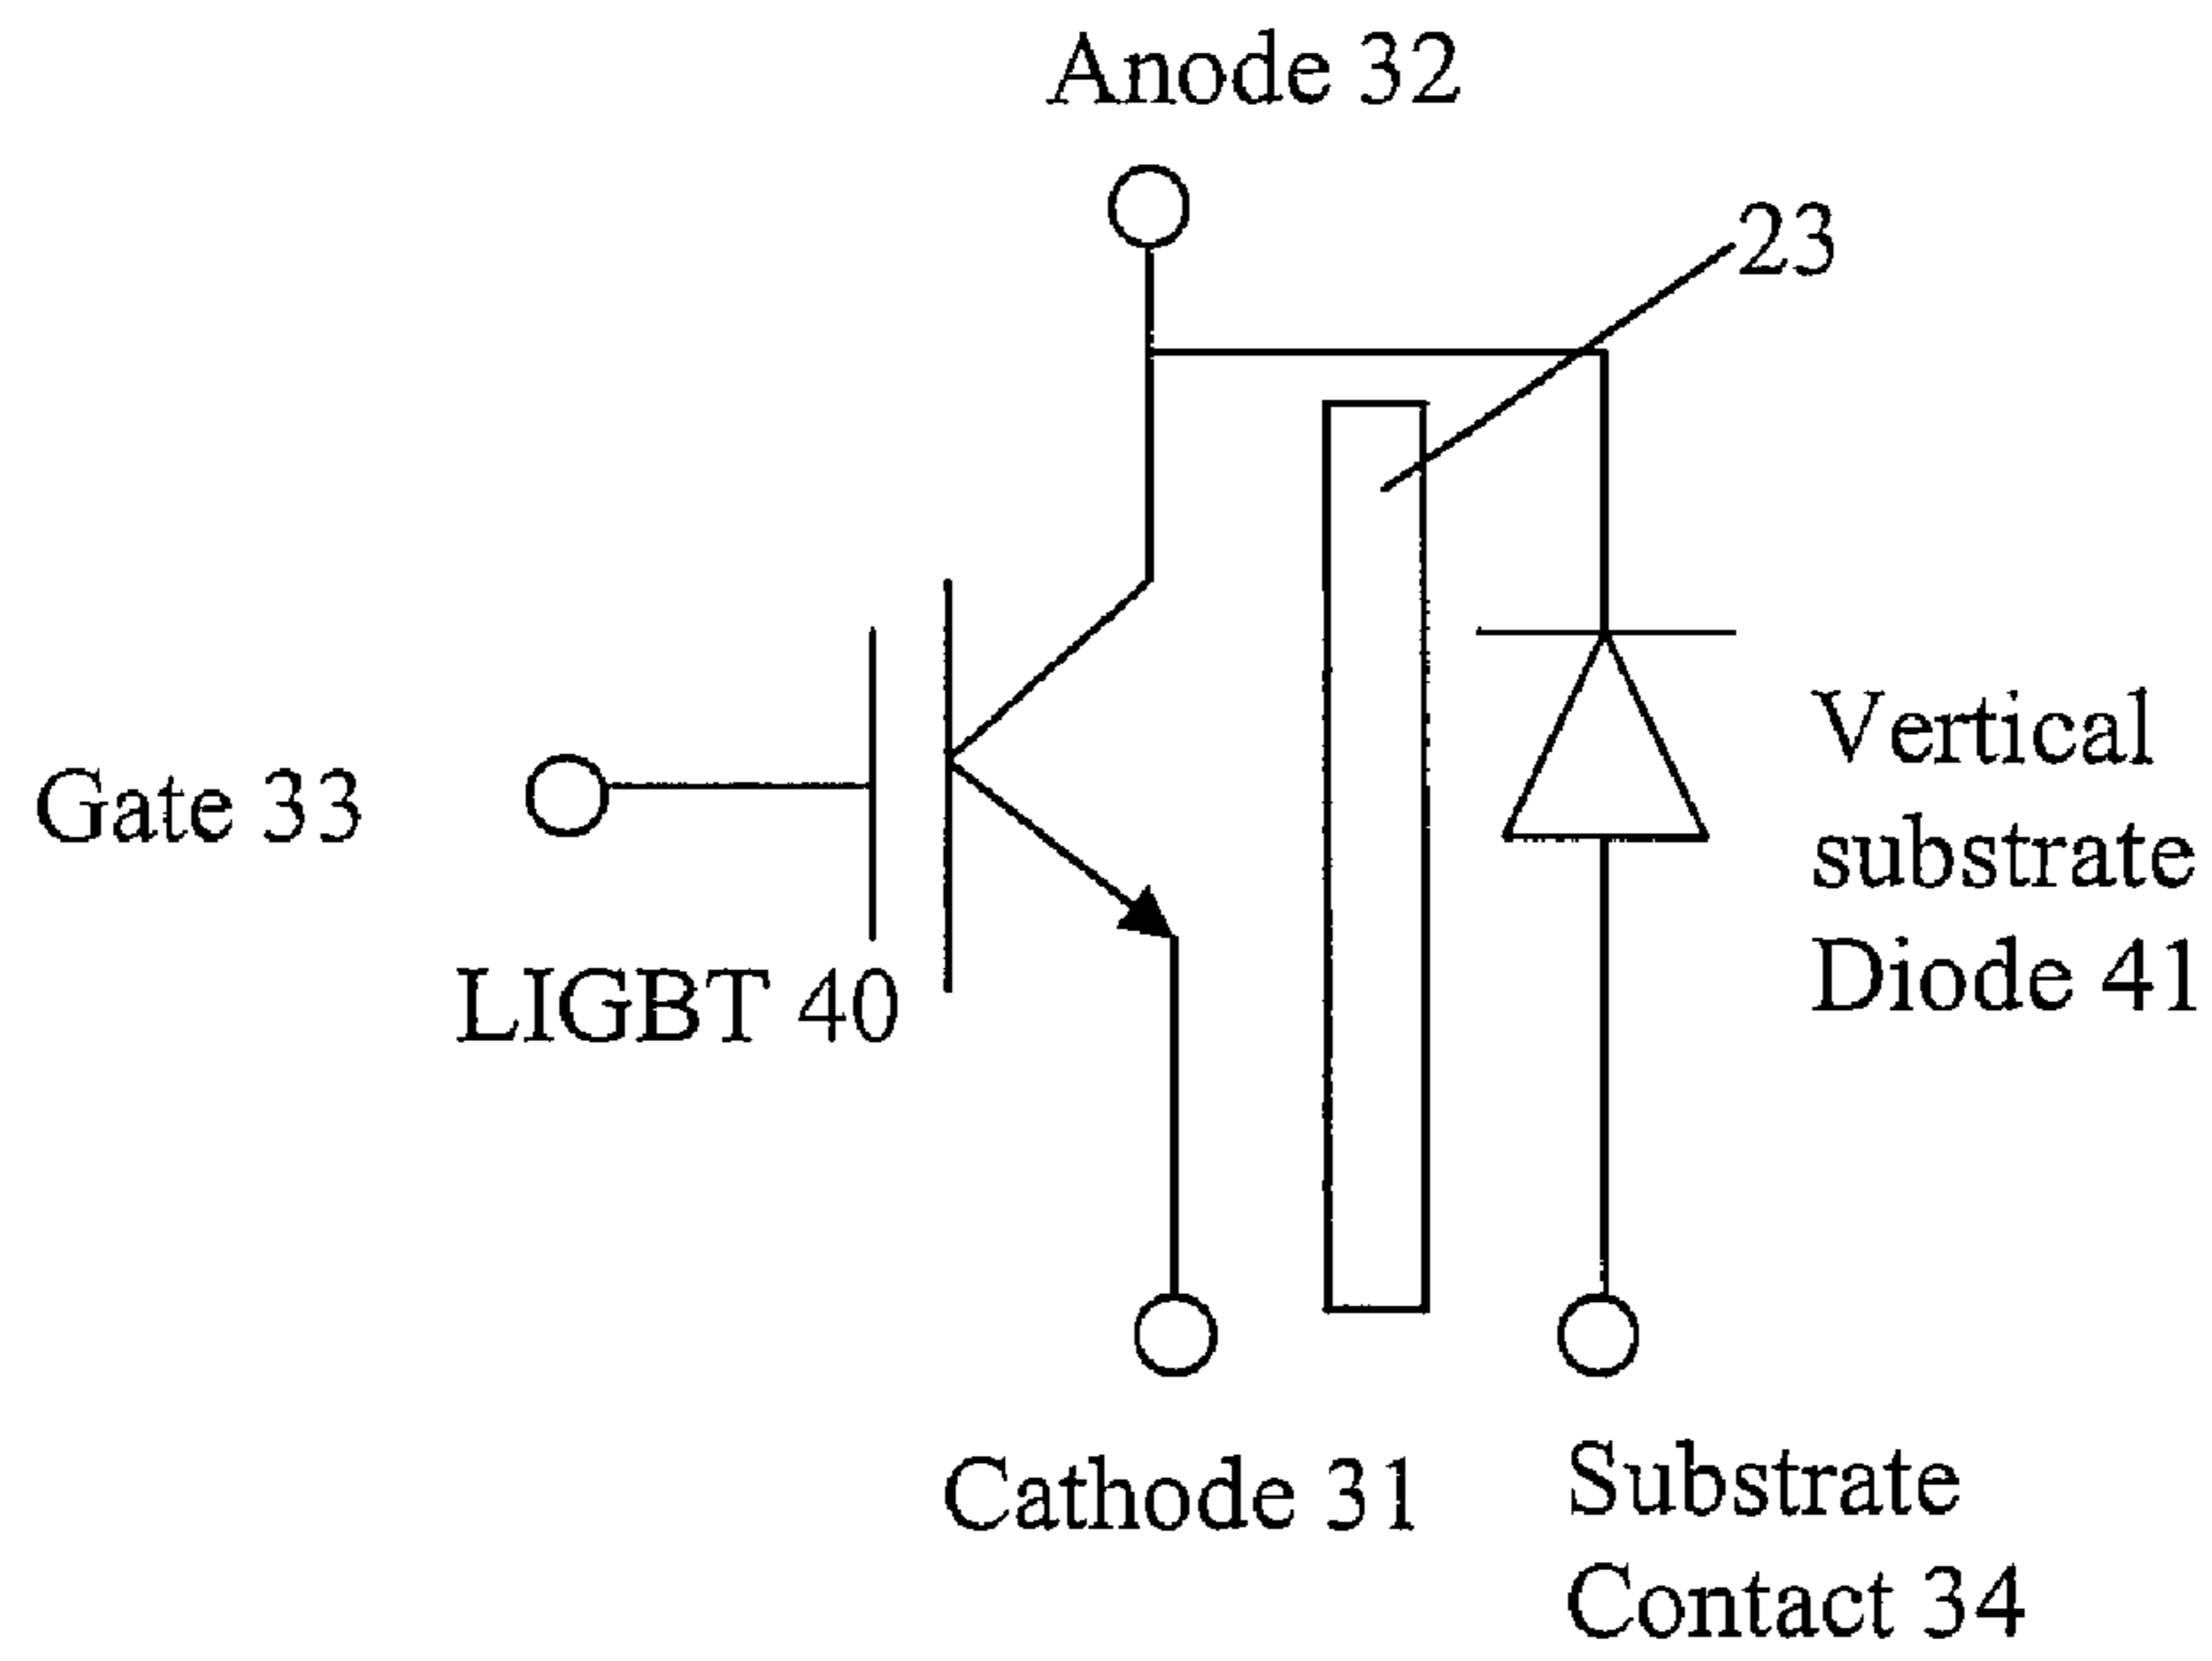 Anode 32
23
Vertical
substrate
Diode 41
Gate 33
LIGBT 40
Cathode 31
Substrate
Contact 34